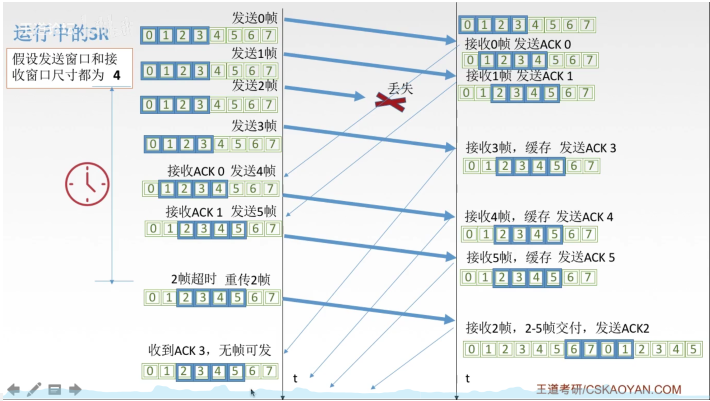 运行中的SR
假设发送窗口和接
收窗口尺寸都为 4
发送0帧
0 1 2 3 4 5 6 7
发送1帧
0 1 2 3 4 5 6 7
发送2帧
0 1 2 3 4 5 6 7
发送3帧
0 1 2 3 4 5 6 7
接收ACK 0 发送4帧
0 1 2 3 4 5 6 7
接收ACK 1 发送5帧
0 1 2 3 4 5 6 7
2帧超时 重传2帧
0 1 2 3 4 5 6 7
收到ACK 3，无帧可发
0 1 2 3 4 5 6 7
丢失
t
0 1 2 3 4 5 6 7
接收0帧 发送ACK 0
0 1 2 3 4 5 6 7
接收1帧 发送ACK 1
0 1 2 3 4 5 6 7
接收3帧，缓存 发送ACK 3
0 1 2 3 4 5 6 7
接收4帧，缓存 发送ACK 4
0 1 2 3 4 5 6 7
接收5帧，缓存 发送ACK 5
0 1 2 3 4 5 6 7
接收2帧，2-5帧交付，发送ACK2
0 1 2 3 4 5 6 7 0 1 2 3 4 5
t
王道考研/CSKAOYAN.COM